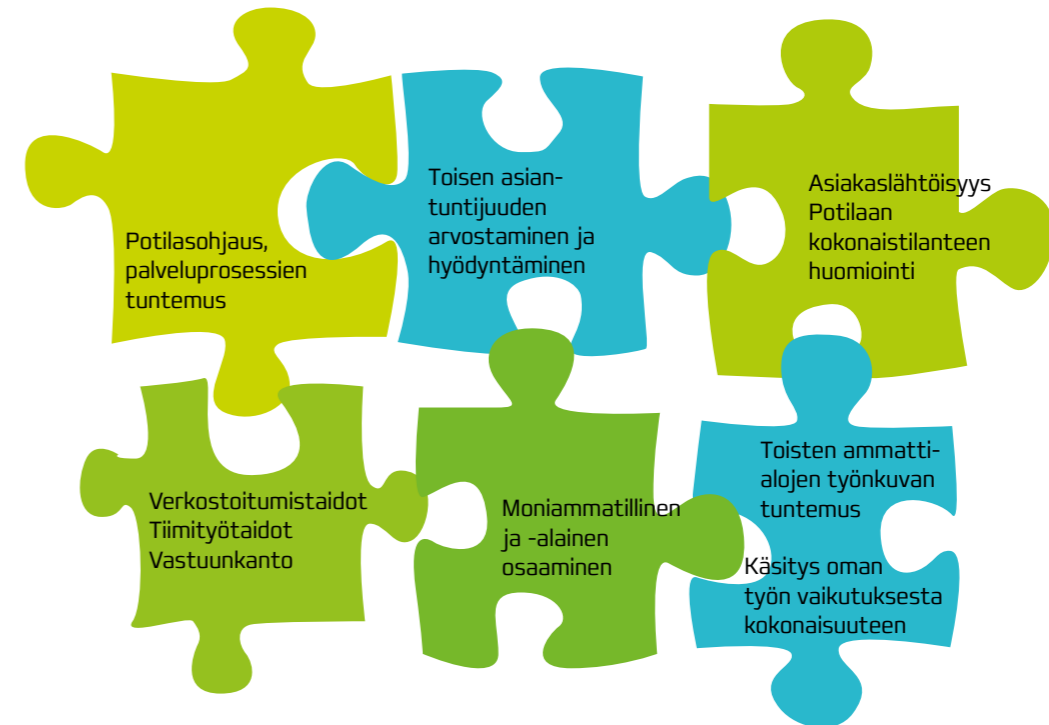 Potilasohjaus,
palveluprosessien
tuntemus
Toisen asian-
tuntijuuden
arvostaminen ja
hyödyntäminen
Asiakaslähtöisyys
Potilaan
kokonaistilanteen
huomiointi
Verkostoitumistaidot
Tiimityötaidot
Vastuunkanto
Moniammatillinen
ja -alainen
osaaminen
Toisten ammatti-
alojen työnkuvan
tuntemus
Käsitys oman
työn vaikutuksesta
kokonaisuuteen